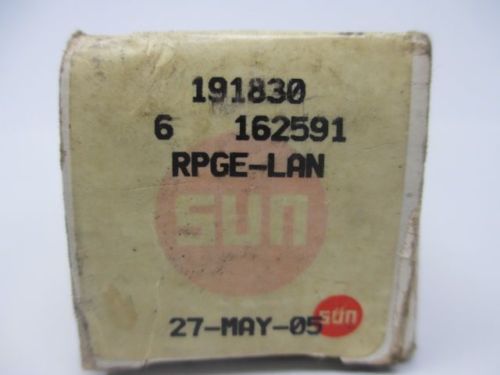 191830
6 162591
RPGE-LAN
sun
27-MAY-05 sun